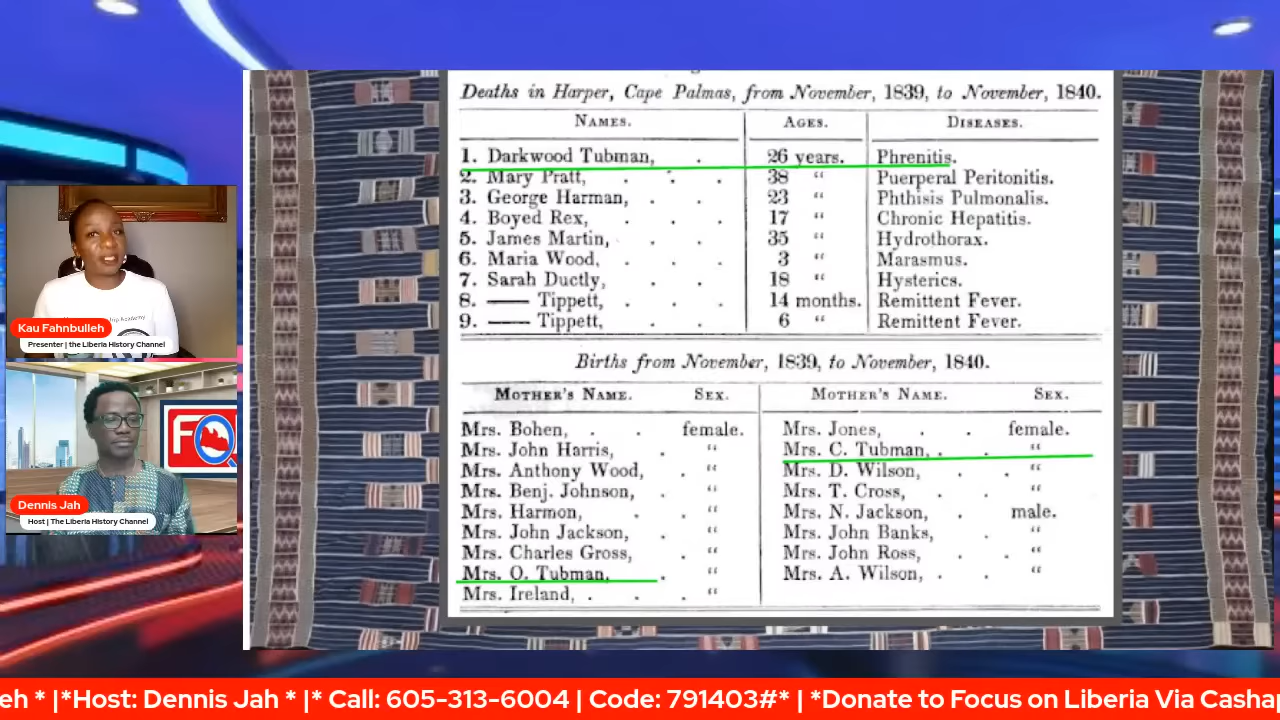 Deaths in Harper, Cape Palmas, from November, 1839, to November, 1840.
NAMES. AGES. DISEASES.
1. Darkwood Tubman, . 26 years. Phrenitis.
2. Mary Pratt, . . . 38 “ Puerperal Peritonitis.
3. George Harman, . . 23 “ Phthisis Pulmonalis.
4. Boyed Rex, . . . 17 “ Chronic Hepatitis.
5. James Martin, . . 35 “ Hydrothorax.
6. Maria Wood, . . . 3 “ Marasmus.
7. Sarah Ductly, . . 18 “ Hysterics.
8. —— Tippett, . . . 14 months. Remittent Fever.
9. —— Tippett, . . 6 “ Remittent Fever.
Births from November, 1839, to November, 1840.
MOTHER'S NAME. SEX. MOTHER'S NAME. SEX.
Mrs. Bohen, . . female. Mrs. Jones, . . female.
Mrs. John Harris, . “ Mrs. C. Tubman, . . “
Mrs. Anthony Wood, . “ Mrs. D. Wilson, . . “
Mrs. Benj. Johnson, . “ Mrs. T. Cross, . . “
Mrs. Harmon, . . “ Mrs. N. Jackson, . male.
Mrs. John Jackson, . “ Mrs. John Banks, . “
Mrs. Charles Gross, . “ Mrs. John Ross, . . “
Mrs. O. Tubman, . “ Mrs. A. Wilson, . . “
Mrs. Ireland, . . . “
Kau Fahnbulleh
Presenter | the Liberia History Channel
FO
Dennis Jah
Host | The Liberia History Channel
eh * |*Host: Dennis Jah * |* Call: 605-313-6004 | Code: 791403#* | *Donate to Focus on Liberia Via Casha